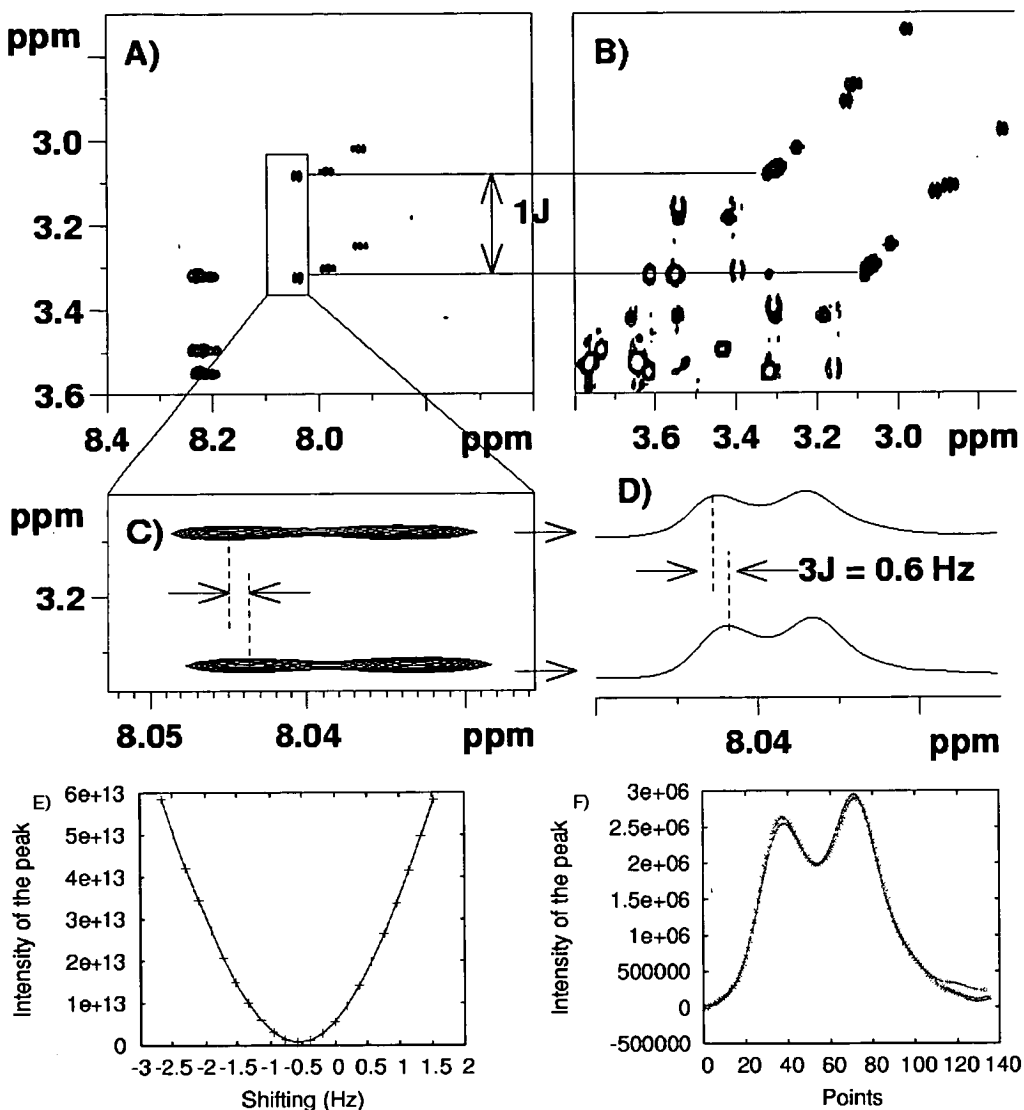 ppm
A)
B)
3.0
3.2
3.4
3.6
1J
8.4
8.2
8.0
ppm
3.6
3.4
3.2
3.0
ppm
ppm
C)
3.2
8.05
8.04
ppm
D)
3J = 0.6 Hz
8.04
ppm
E)
Intensity of the peak
6e+13
5e+13
4e+13
3e+13
2e+13
1e+13
0
-3 -2.5 -2 -1.5 -1 -0.5 0 0.5 1 1.5 2
Shifting (Hz)
F)
Intensity of the peak
3e+06
2.5e+06
2e+06
1.5e+06
1e+06
500000
0
-500000
0 20 40 60 80 100 120 140
Points